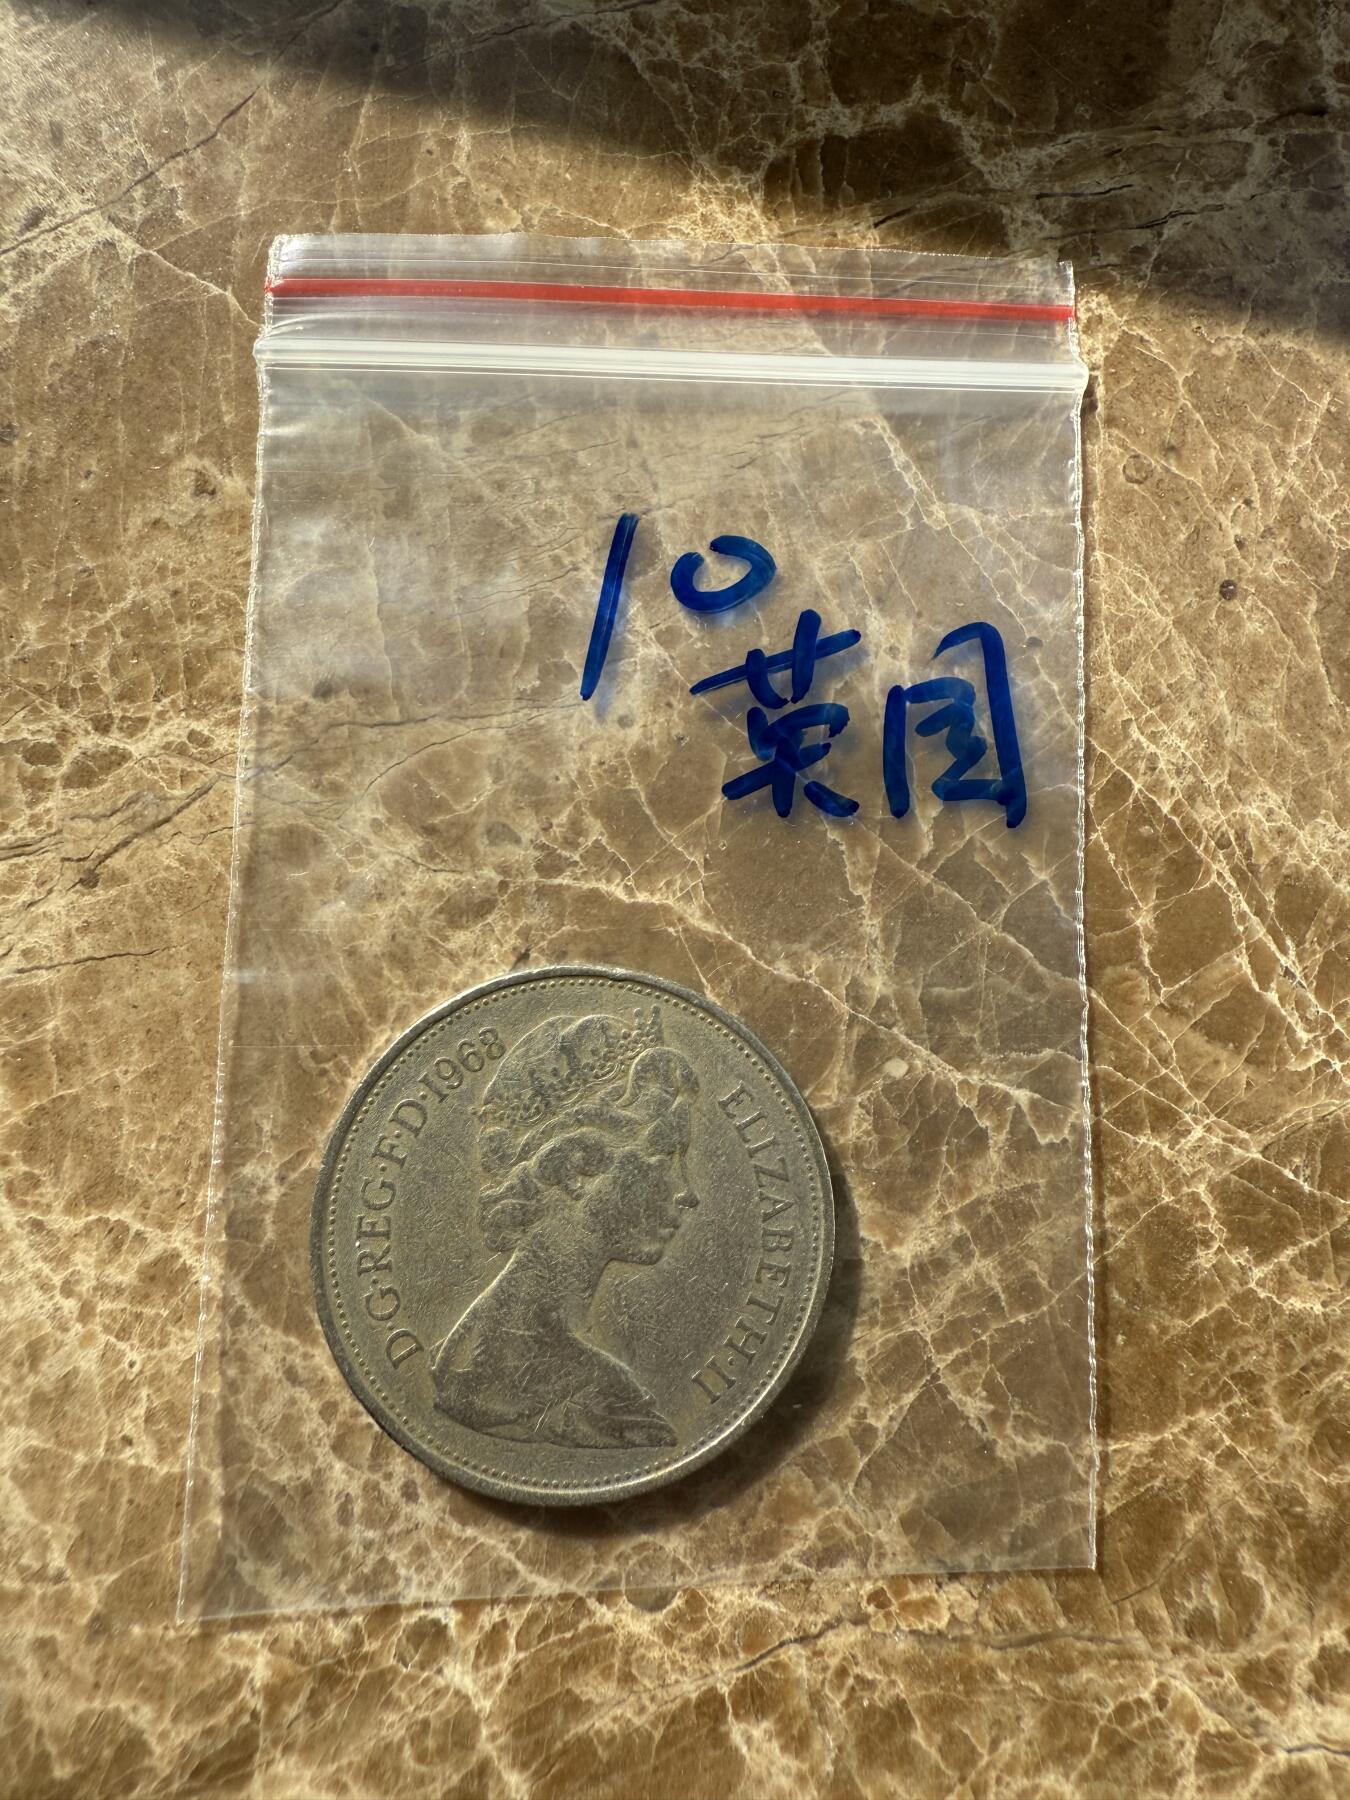 10
英国
D·G·REG·F·D·1968
ELIZABETH·II